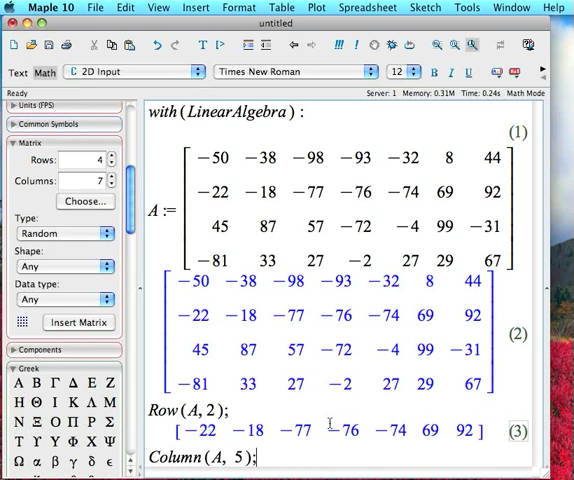 Maple 10 File Edit View Insert Format Table Plot Spreadsheet Sketch Tools Window Help
untitled
Text Math C 2D Input Times New Roman 12 B I U
Ready Server: 1 Memory: 0.31M Time: 0.24s Math Mode
Units (FPS)
Common Symbols
Matrix
Rows: 4
Columns: 7
Choose...
Type:
Random
Shape:
Any
Data type:
Any
Insert Matrix
Components
Greek
Α Β Γ Δ Ε Ζ
Η Θ Ι Κ Λ Μ
Ν Ξ Ο Π Ρ Σ
Τ Υ ϒ Φ Χ Ψ
Ω α β γ δ ε
with (LinearAlgebra) :
(1)
A := [
−50 −38 −98 −93 −32 8 44
−22 −18 −77 −76 −74 69 92
45 87 57 −72 −4 99 −31
−81 33 27 −2 27 29 67
]
[
−50 −38 −98 −93 −32 8 44
−22 −18 −77 −76 −74 69 92
45 87 57 −72 −4 99 −31
−81 33 27 −2 27 29 67
] (2)
Row (A, 2);
[ −22 −18 −77 −76 −74 69 92 ] (3)
Column (A, 5);